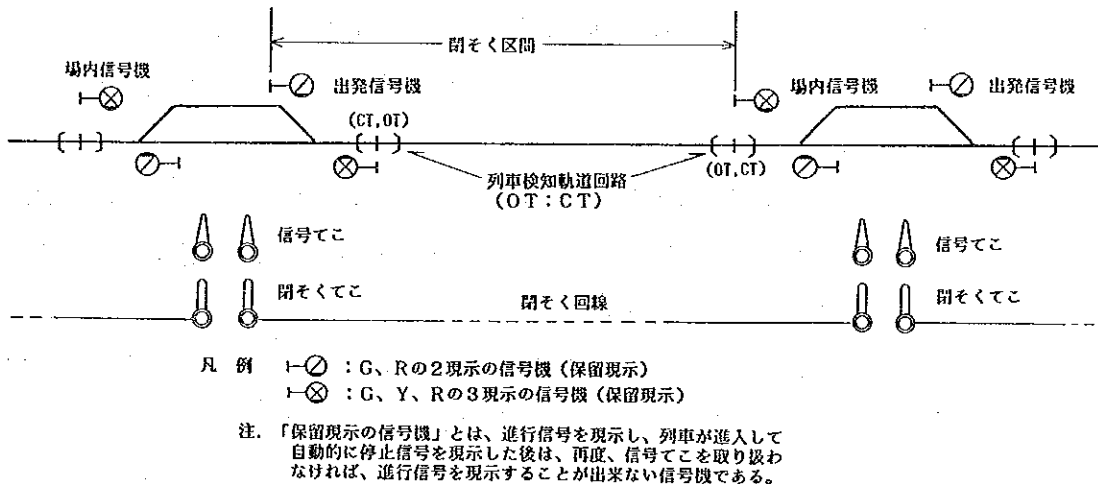 閉そく区間
場内信号機
出発信号機
場内信号機
出発信号機
(CT,OT)
(OT,CT)
列車検知軌道回路
(OT:CT)
信号てこ
信号てこ
閉そくてこ
閉そく回線
閉そくてこ
凡 例
:G、Rの2現示の信号機(保留現示)
:G、Y、Rの3現示の信号機(保留現示)
注. 「保留現示の信号機」とは、進行信号を現示し、列車が進入して
自動的に停止信号を現示した後は、再度、信号てこを取り扱わ
なければ、進行信号を現示することが出来ない信号機である。